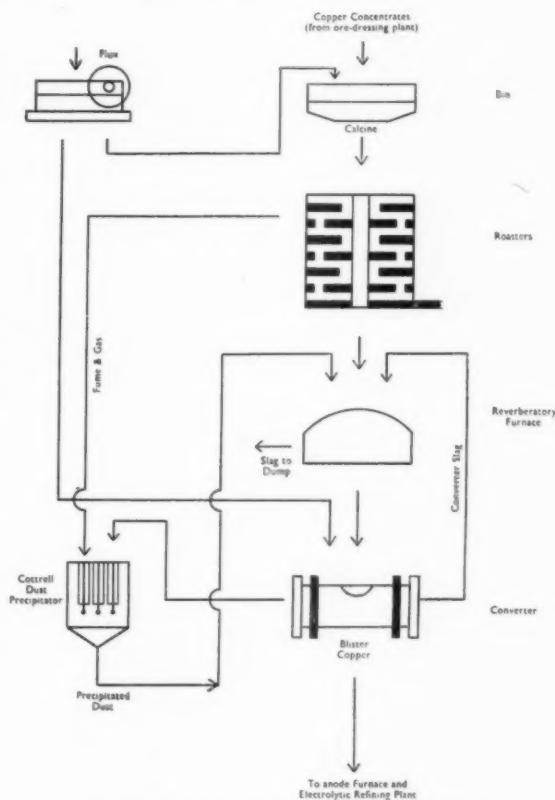 Copper Concentrates
(from ore-dressing plant)
Flux
Bin
Calcine
Roasters
Fume & Gas
Reverberatory
Furnace
Converter Slag
Slag to
Dump
Cottrell
Dust
Precipitator
Converter
Blister
Copper
Precipitated
Dust
To anode Furnace and
Electrolytic Refining Plant